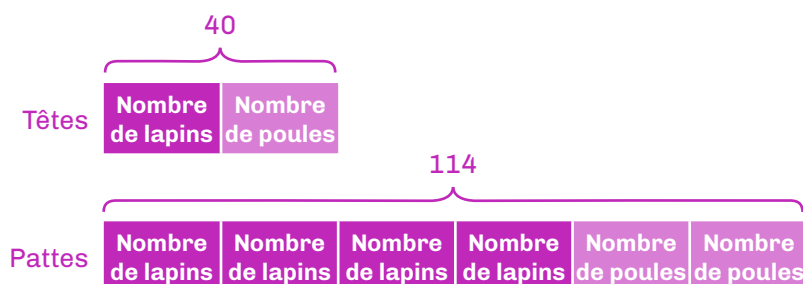 40
Têtes
Nombre de lapins
Nombre de poules
114
Pattes
Nombre de lapins
Nombre de lapins
Nombre de lapins
Nombre de lapins
Nombre de poules
Nombre de poules